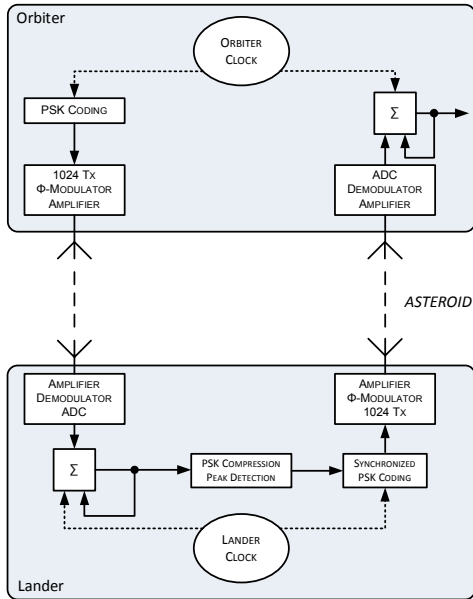 Orbiter
ORBITER
CLOCK
PSK CODING
Σ
1024 TX
Φ-MODULATOR
AMPLIFIER
ADC
DEMODULATOR
AMPLIFIER
ASTEROID
AMPLIFIER
DEMODULATOR
ADC
AMPLIFIER
Φ-MODULATOR
1024 TX
Σ
PSK COMPRESSION
PEAK DETECTION
SYNCHRONIZED
PSK CODING
LANDER
CLOCK
Lander